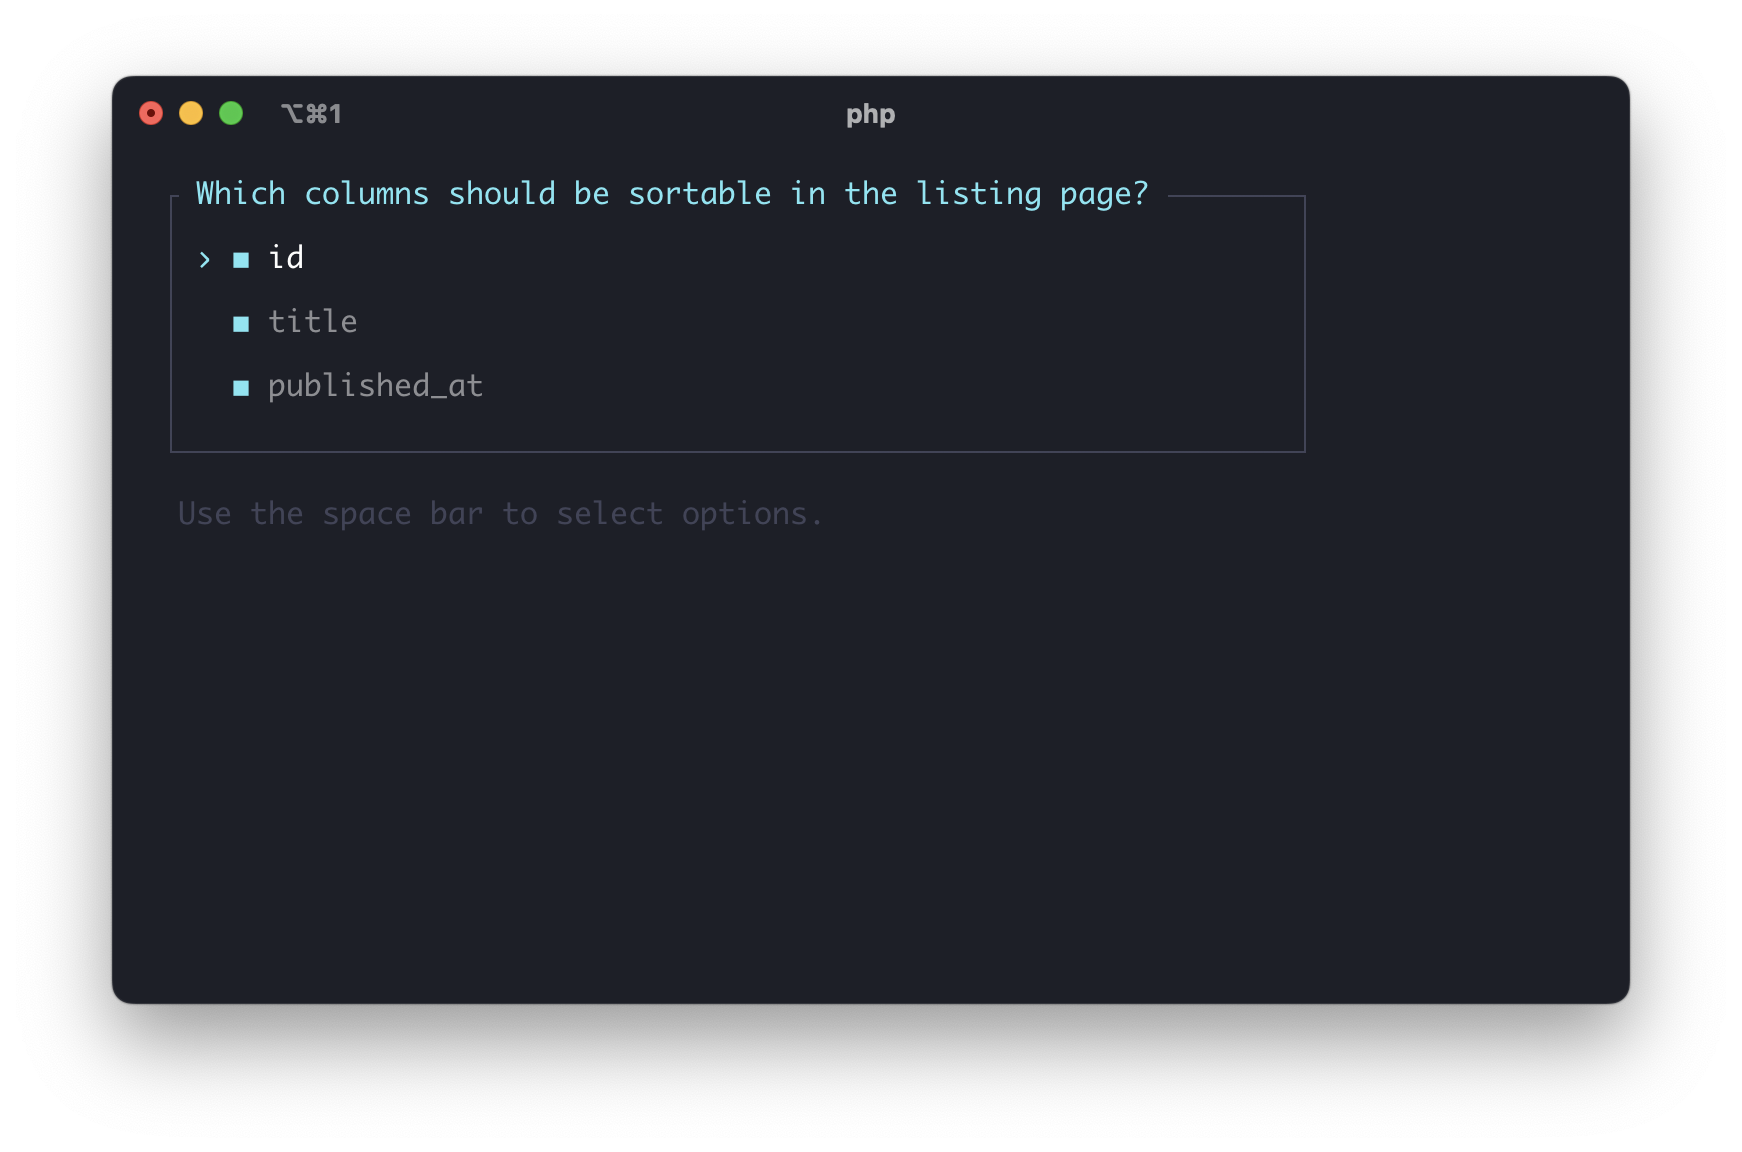 ⌥⌘1
php
Which columns should be sortable in the listing page?
› ■ id
■ title
■ published_at
Use the space bar to select options.